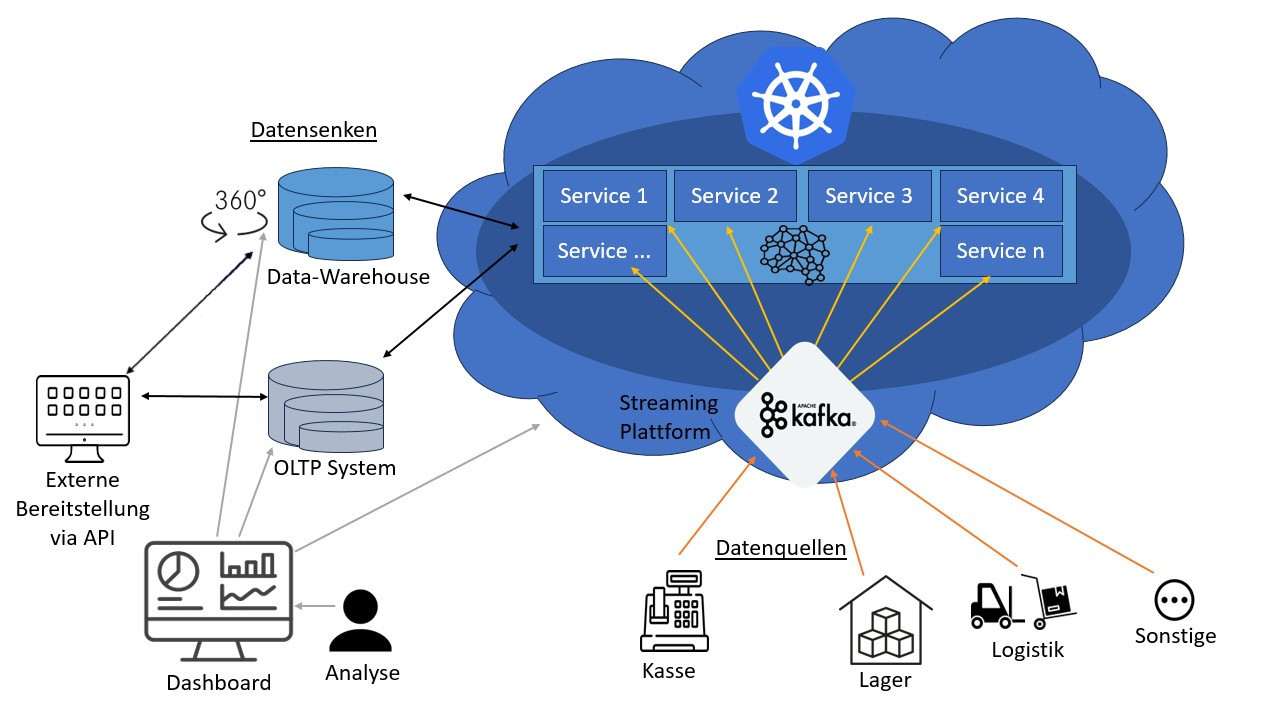 Datensenken
360°
Data-Warehouse
Service 1
Service 2
Service 3
Service 4
Service ...
Service n
Streaming
Plattform
APACHE
kafka®
OLTP System
Externe
Bereitstellung
via API
Dashboard
Analyse
Datenquellen
Kasse
Lager
Logistik
Sonstige